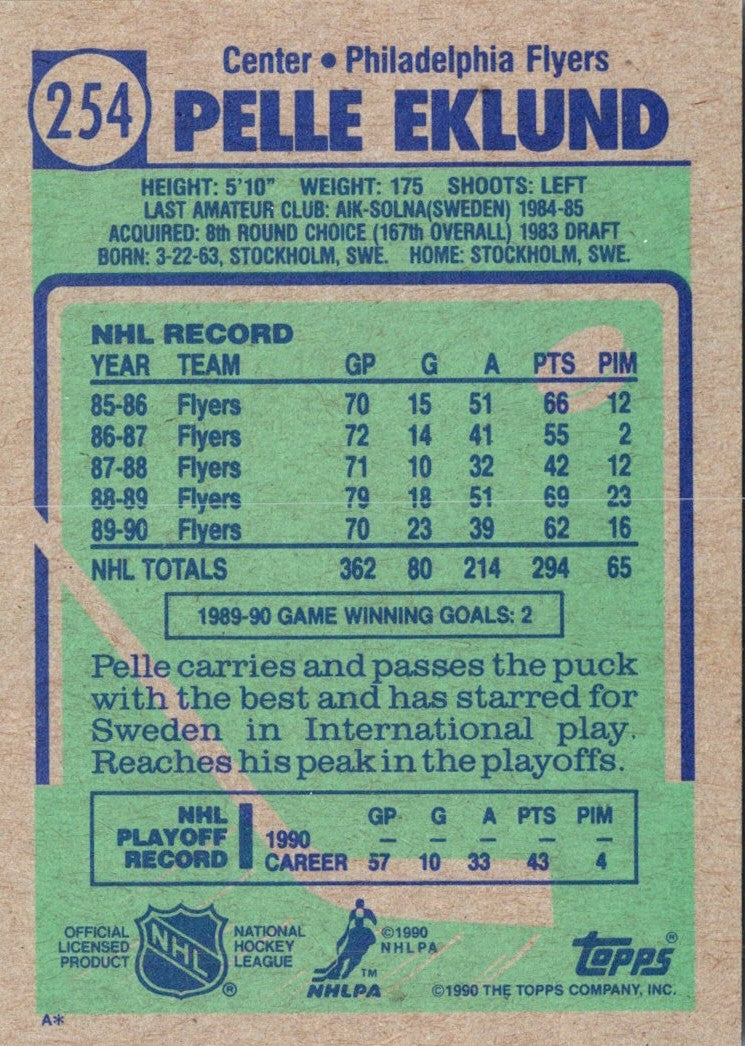 254
Center • Philadelphia Flyers
PELLE EKLUND
HEIGHT: 5'10" WEIGHT: 175 SHOOTS: LEFT
LAST AMATEUR CLUB: AIK-SOLNA(SWEDEN) 1984-85
ACQUIRED: 8th ROUND CHOICE (167th OVERALL) 1983 DRAFT
BORN: 3-22-63, STOCKHOLM, SWE. HOME: STOCKHOLM, SWE.
NHL RECORD
YEAR TEAM GP G A PTS PIM
85-86 Flyers 70 15 51 66 12
86-87 Flyers 72 14 41 55 2
87-88 Flyers 71 10 32 42 12
88-89 Flyers 79 18 51 69 23
89-90 Flyers 70 23 39 62 16
NHL TOTALS 362 80 214 294 65
1989-90 GAME WINNING GOALS: 2
Pelle carries and passes the puck
with the best and has starred for
Sweden in International play.
Reaches his peak in the playoffs.
NHL PLAYOFF RECORD
GP G A PTS PIM
1990 — — — — —
CAREER 57 10 33 43 4
OFFICIAL
LICENSED
PRODUCT
NHL®
NATIONAL
HOCKEY
LEAGUE
TM
NHLPA
©1990
NHLPA
Topps®
©1990 THE TOPPS COMPANY, INC.
A*